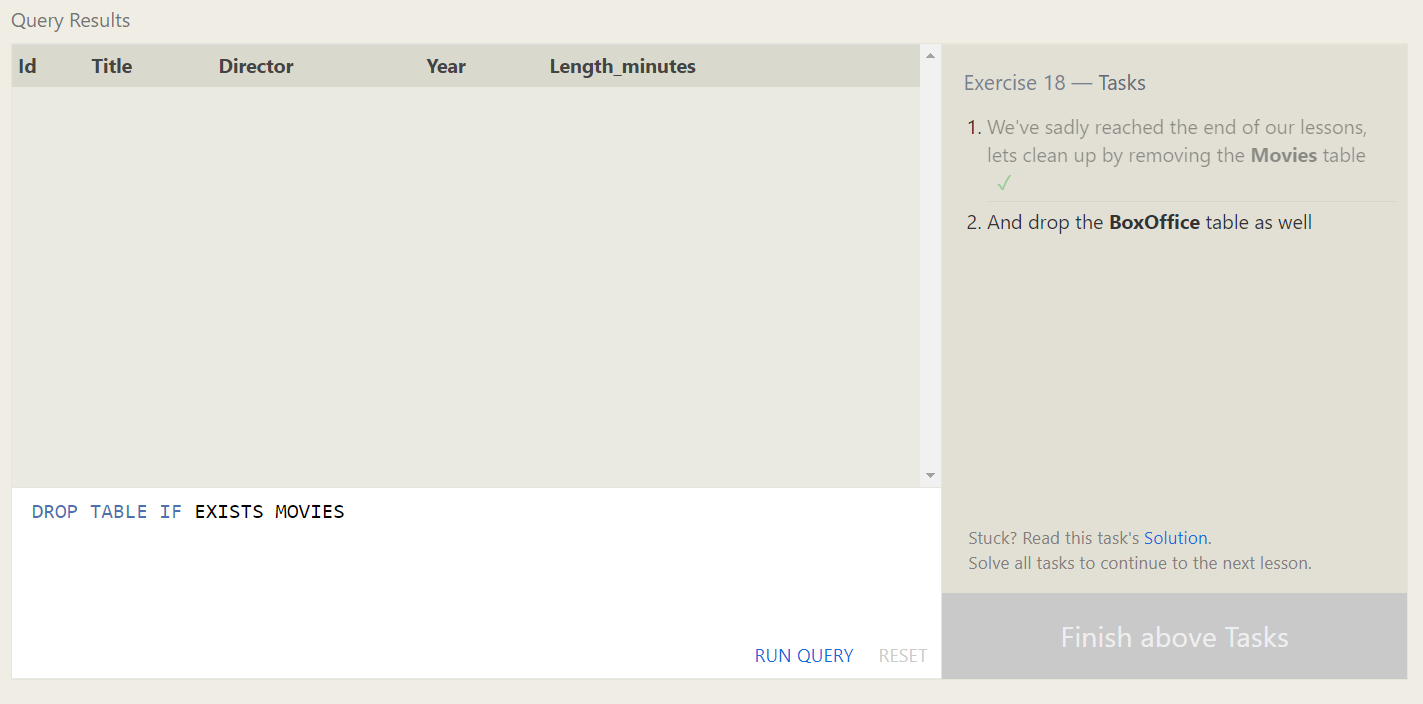 Query Results
Id Title Director Year Length_minutes
Exercise 18 — Tasks
1. We've sadly reached the end of our lessons,
lets clean up by removing the Movies table
✓
2. And drop the BoxOffice table as well
DROP TABLE IF EXISTS MOVIES
Stuck? Read this task's Solution.
Solve all tasks to continue to the next lesson.
RUN QUERY RESET
Finish above Tasks